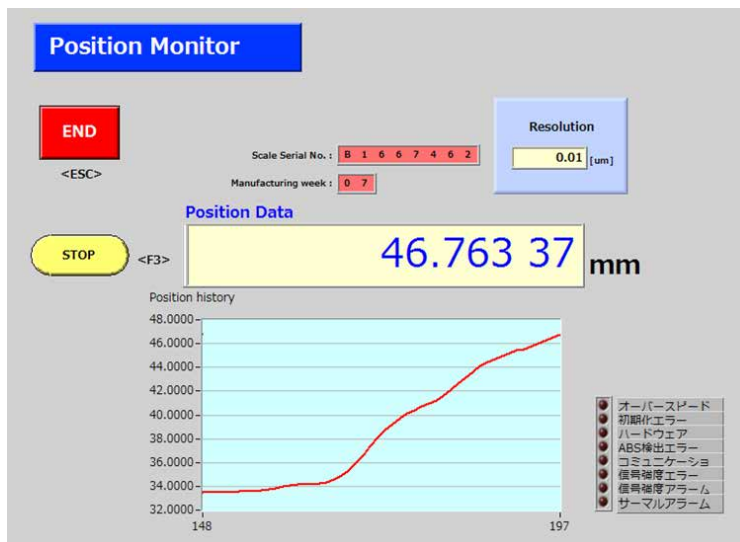 Position Monitor
END
<ESC>
Resolution
0.01 [um]
Scale Serial No. : B 1 6 6 7 4 6 2
Manufacturing week : 0 7
Position Data
STOP <F3> 46.763 37 mm
Position history
48.0000
46.0000
44.0000
42.0000
40.0000
38.0000
36.0000
34.0000
32.0000
148 197
オーバースピード
初期化エラー
ハードウェア
ABS検出エラー
コミュニケーショ
信号強度エラー
信号強度アラーム
サーマルアラーム